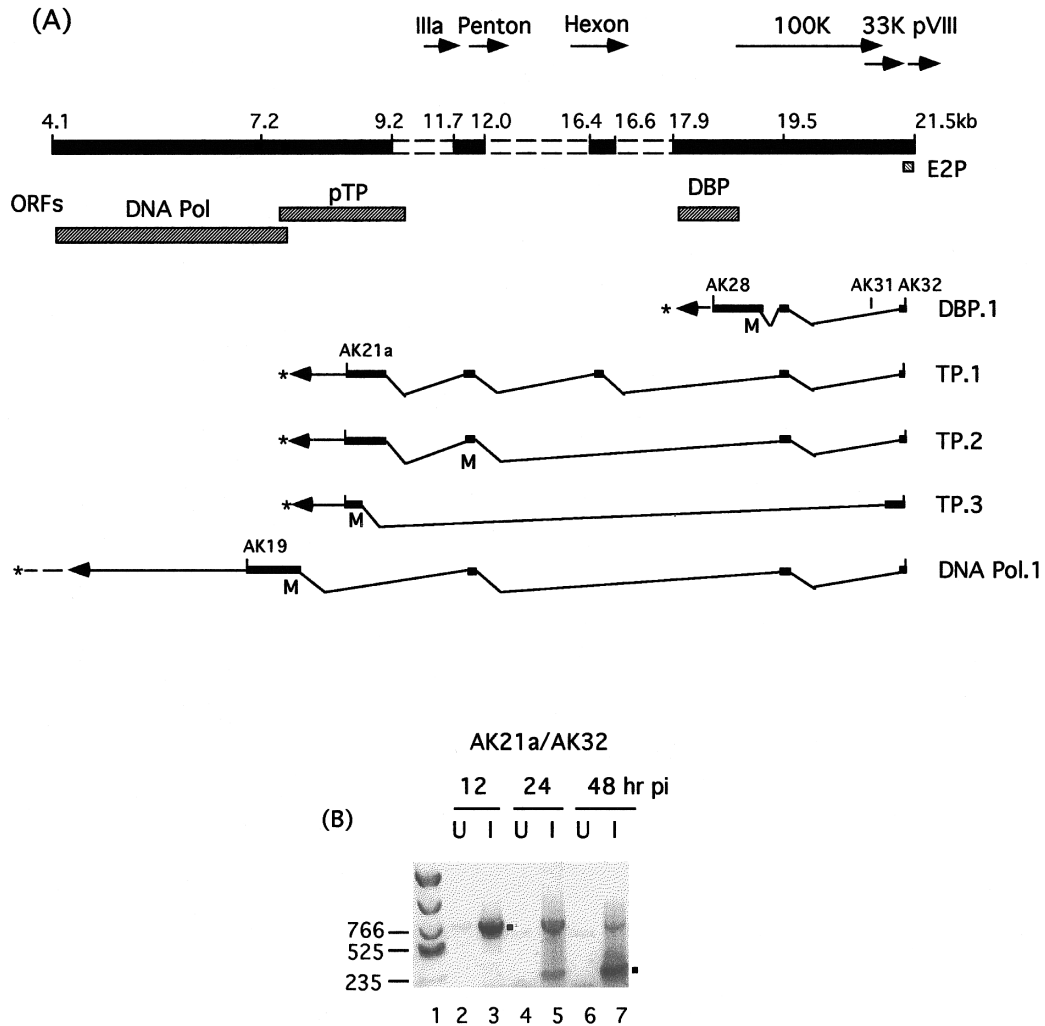 (A)
IIIa Penton Hexon 100K 33K pVIII
4.1 7.2 9.2 11.7 12.0 16.4 16.6 17.9 19.5 21.5kb
E2P
ORFs DNA Pol pTP DBP
AK28 AK31 AK32
* M DBP.1
AK21a
* TP.1
* M TP.2
* M TP.3
AK19
* M DNA Pol.1
AK21a/AK32
12 24 48 hr pi
(B) U I U I U I
766
525
235
1 2 3 4 5 6 7